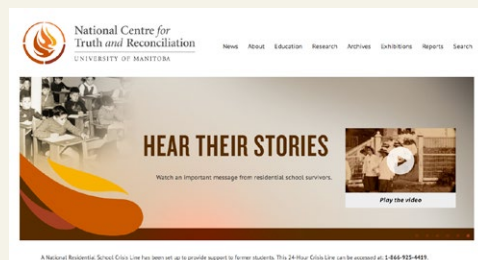 National Centre for
Truth and Reconciliation
UNIVERSITY OF MANITOBA
News About Education Research Archives Exhibitions Reports Search
HEAR THEIR STORIES
Watch an important message from residential school survivors.
Play the video
A National Residential School Crisis Line has been set up to provide support to former students. This 24-Hour Crisis Line can be accessed at: 1-866-925-4419.